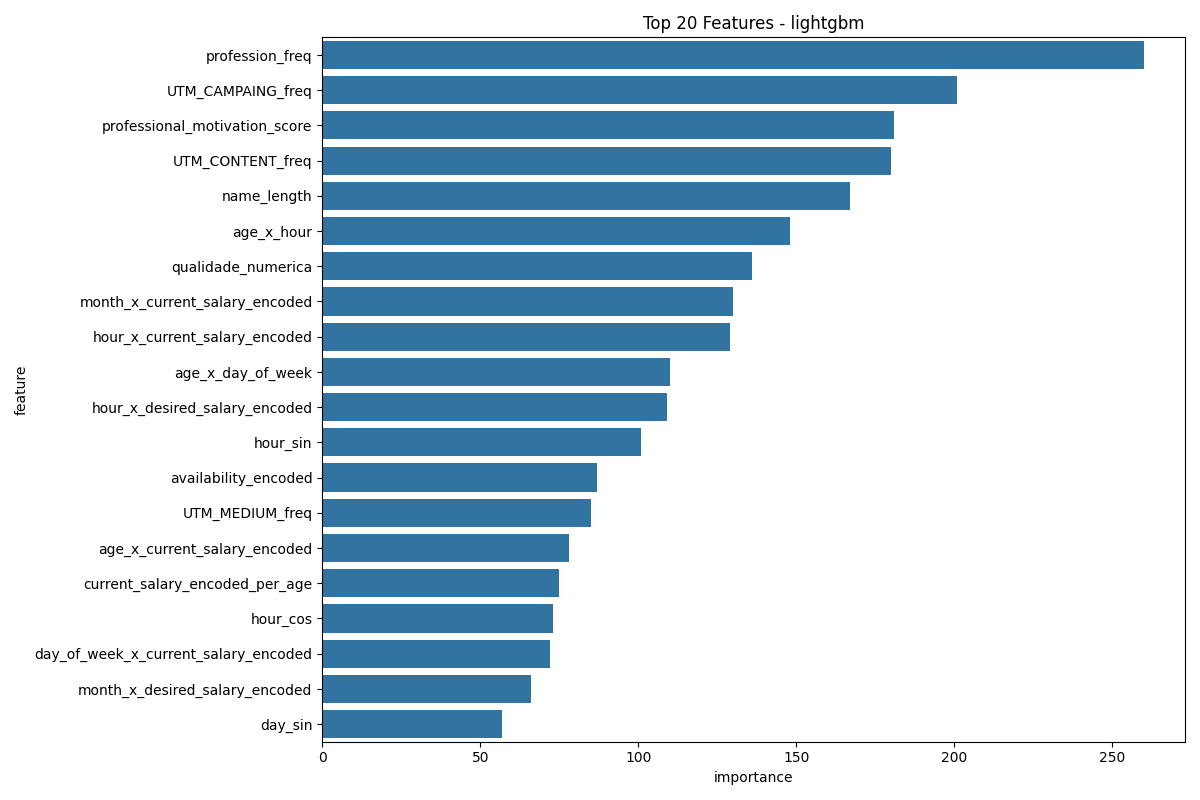 Top 20 Features - lightgbm
profession_freq
UTM_CAMPAING_freq
professional_motivation_score
UTM_CONTENT_freq
name_length
age_x_hour
qualidade_numerica
month_x_current_salary_encoded
hour_x_current_salary_encoded
age_x_day_of_week
hour_x_desired_salary_encoded
hour_sin
availability_encoded
UTM_MEDIUM_freq
age_x_current_salary_encoded
current_salary_encoded_per_age
hour_cos
day_of_week_x_current_salary_encoded
month_x_desired_salary_encoded
day_sin
feature
0 50 100 150 200 250
importance